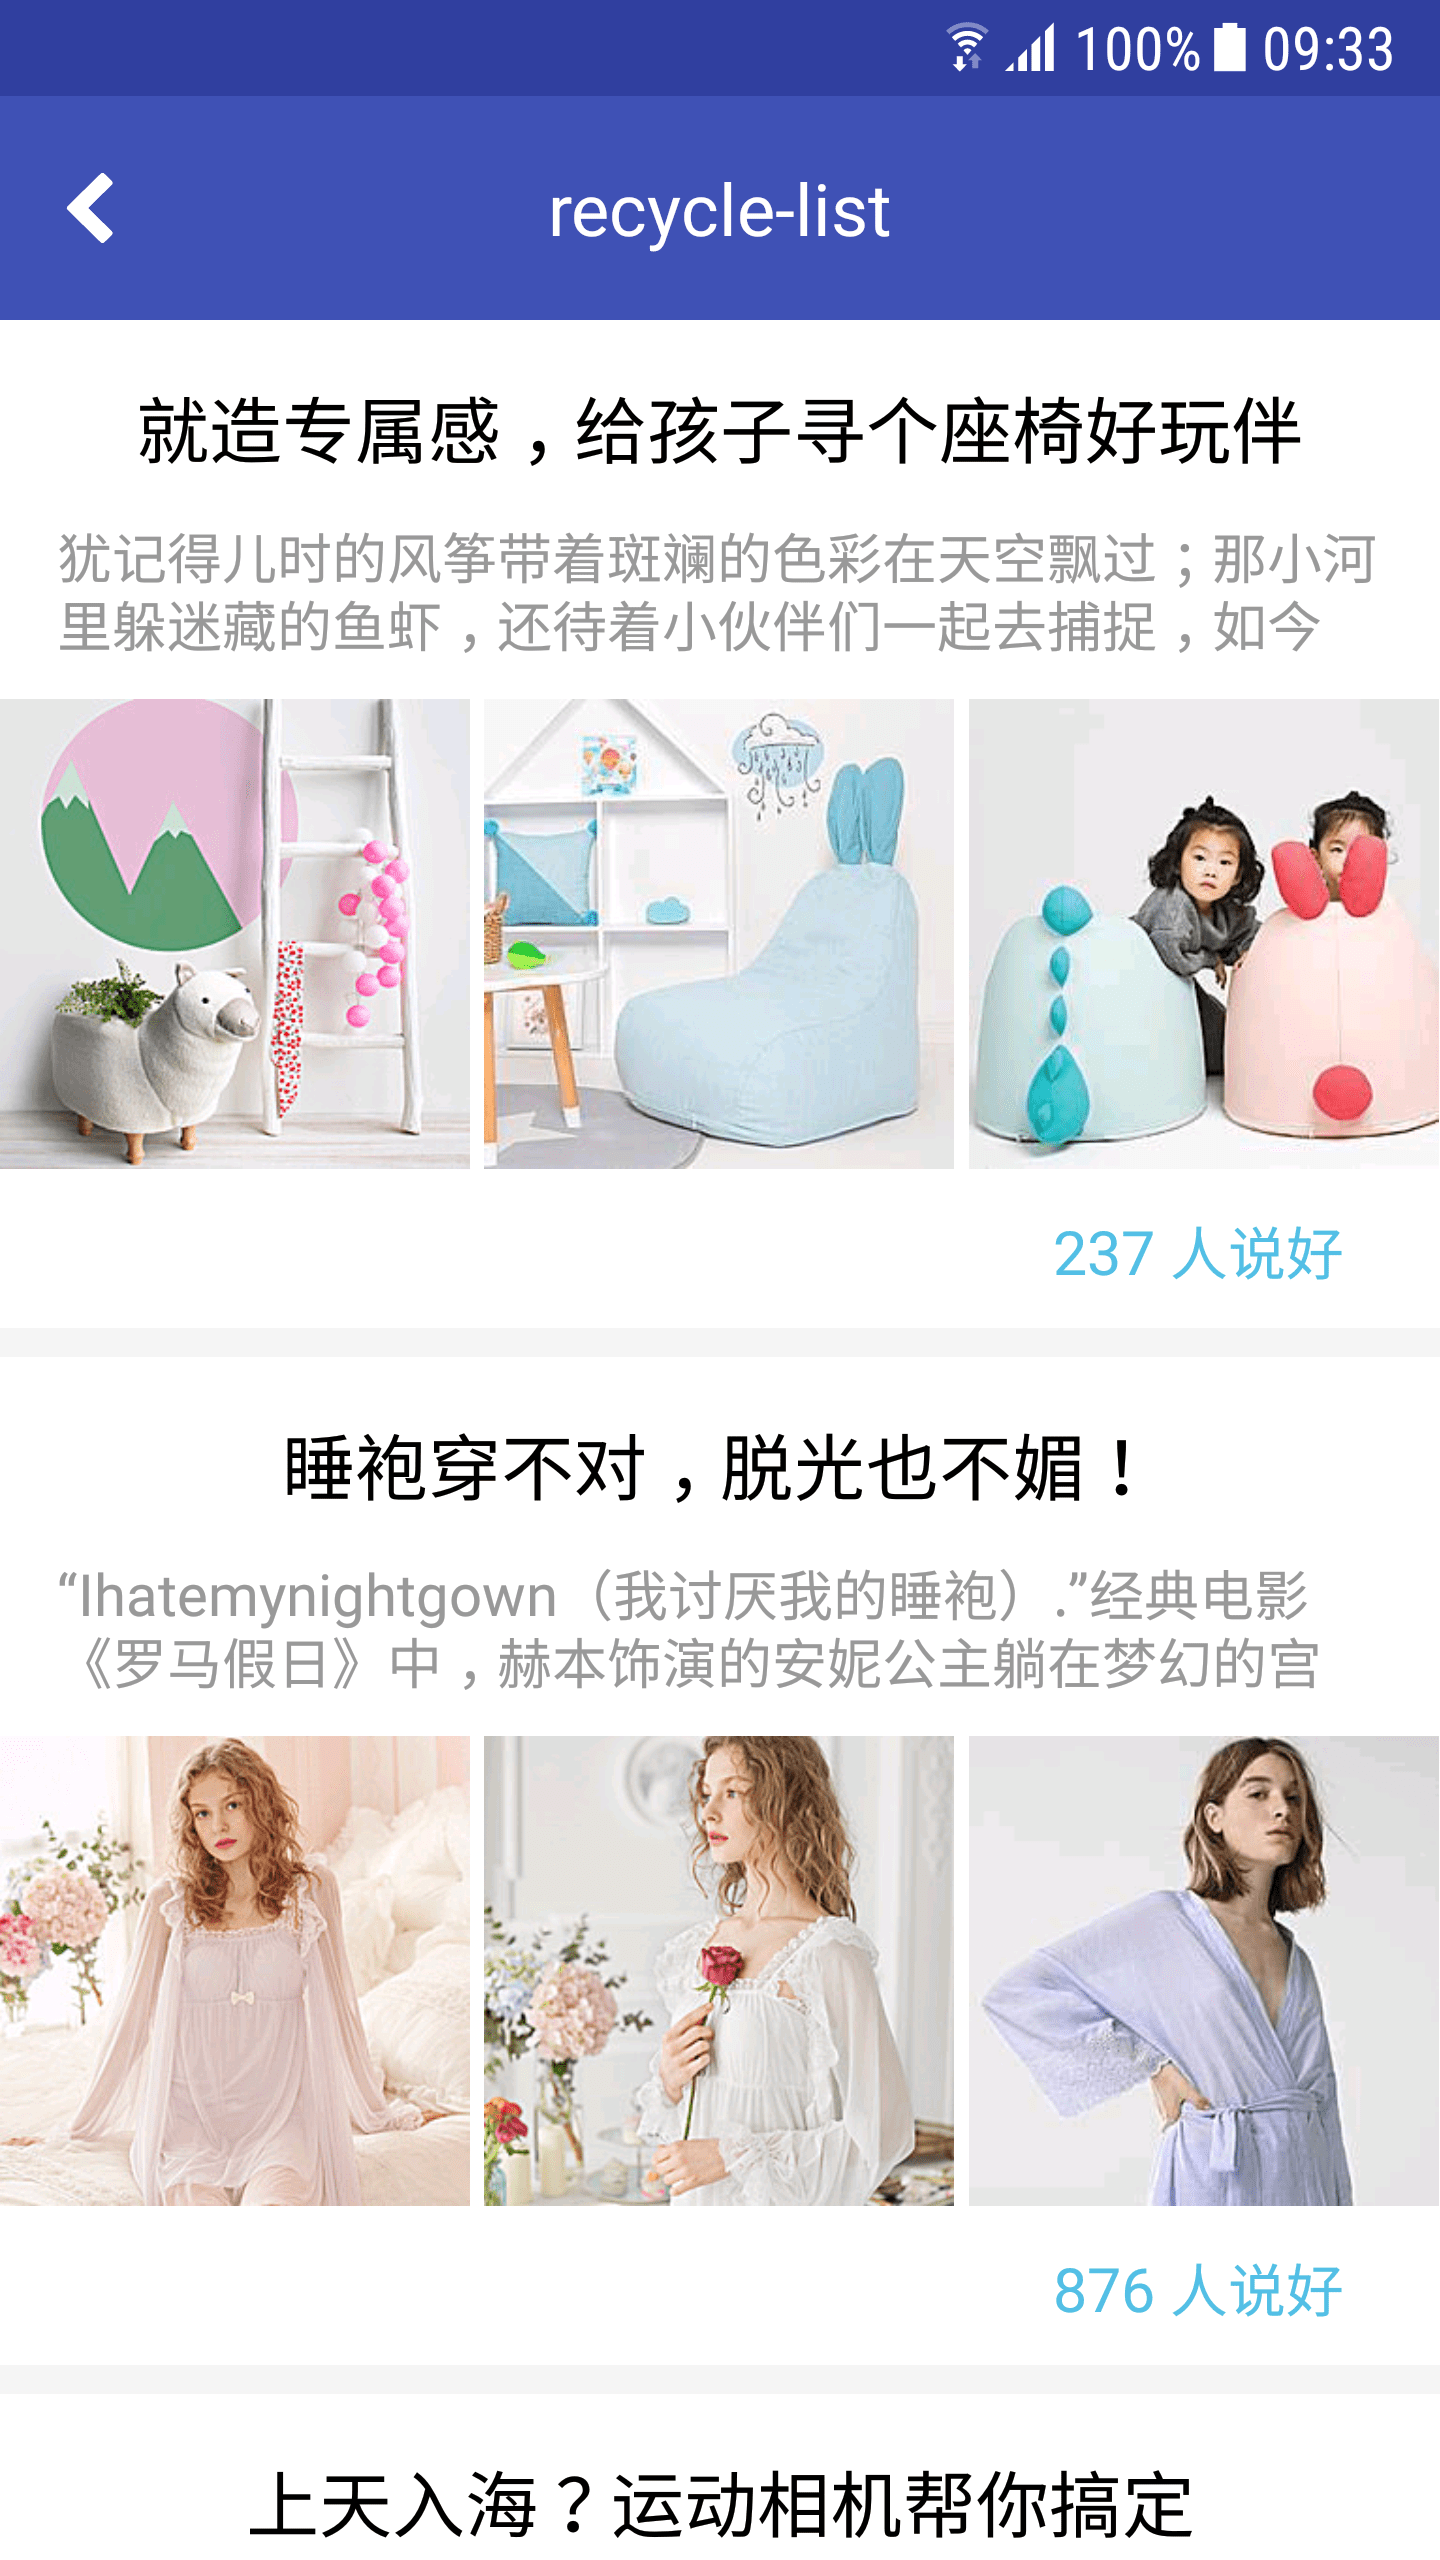 100% 09:33
recycle-list
就造专属感，给孩子寻个座椅好玩伴
犹记得儿时的风筝带着斑斓的色彩在天空飘过；那小河
里躲迷藏的鱼虾，还待着小伙伴们一起去捕捉，如今
237 人说好
睡袍穿不对，脱光也不媚！
“Ihatemynightgown（我讨厌我的睡袍）.”经典电影
《罗马假日》中，赫本饰演的安妮公主躺在梦幻的宫
876 人说好
上天入海？运动相机帮你搞定